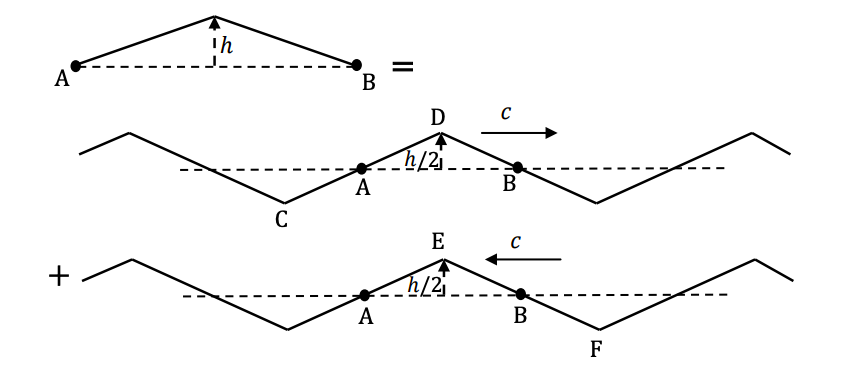 h
A B =
D c
h/2
A B
C
E c
+ h/2
A B
F